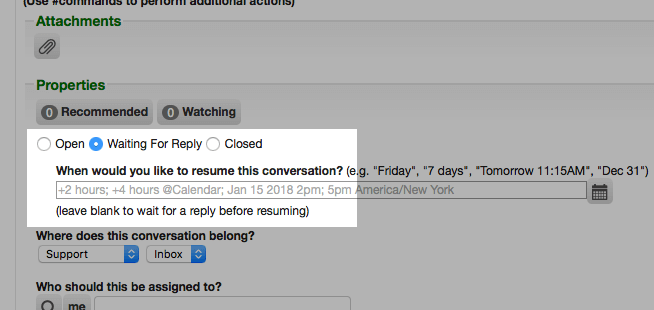 (Use #commands to perform additional actions)
Attachments
Properties
0 Recommended 0 Watching
Open Waiting For Reply Closed
When would you like to resume this conversation? (e.g. "Friday", "7 days", "Tomorrow 11:15AM", "Dec 31")
+2 hours; +4 hours @Calendar; Jan 15 2018 2pm; 5pm America/New York
(leave blank to wait for a reply before resuming)
Where does this conversation belong?
Support Inbox
Who should this be assigned to?
me